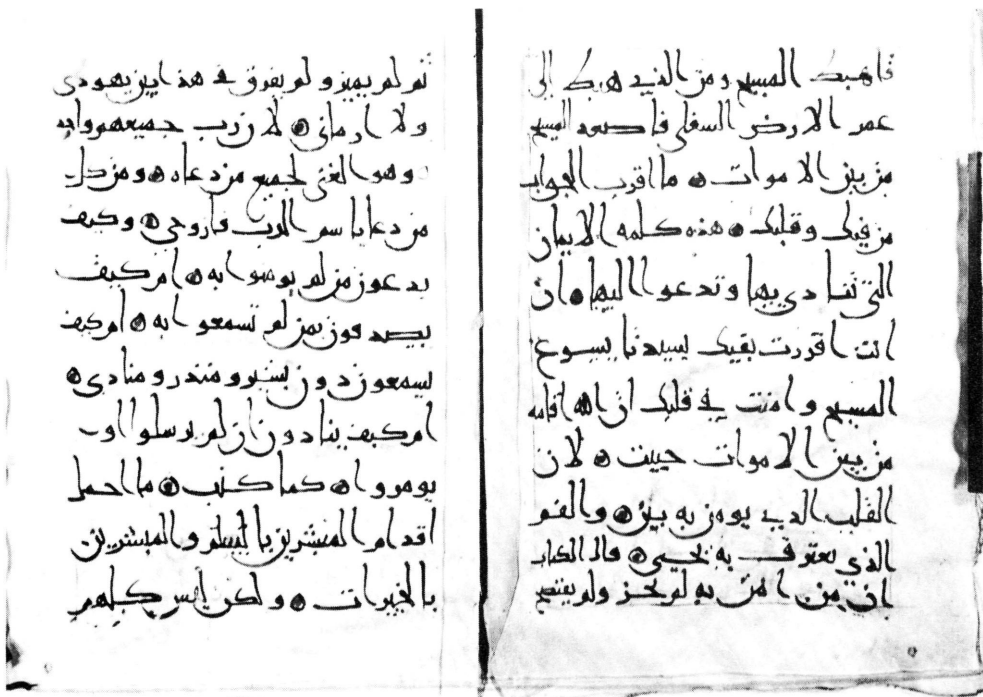 فاهبط المسيح ومن الذي هبط الى
عمر الارض السفلى فاصعد المسيح
من بين الاموات ۞ ما اقرب الجواب
من فيك وقلبك ۞ هذه كلمه الايمان
التي ننادي بها وندعوا اليها ۞ ان
انت اقررت بفيك بسيدنا يسوع
المسيح وامنت في قلبك ان الله اقامه
من بين الاموات حييت ۞ لان
القلب الذي يومن به ۞ والفم
الذي يعترف به يحيى ۞ قال الكتاب
ان من امن به لم يخز ولم يفتضح
ثم لم يميز ولم يفرق في هذا بين يهودي
ولا ارماني ۞ لان رب جميعهم واحد
وهو الغني لجميع من دعاه ۞ ومن كل
من دعا باسم الرب ۞ وكيف
يدعون من لم يومنوا به ۞ ام كيف
يصدقون بمن لم تسمعوا به ۞ ام كيف
يسمعون دون بشير ومنذر ومنادي ۞
ام كيف ينادون ان لم يرسلوا او
يومروا ۞ كما كتب ۞ ما اجمل
اقدام المبشرين بالسلم والمبشرين
بالخيرات ۞ ولكن ليس كلهم